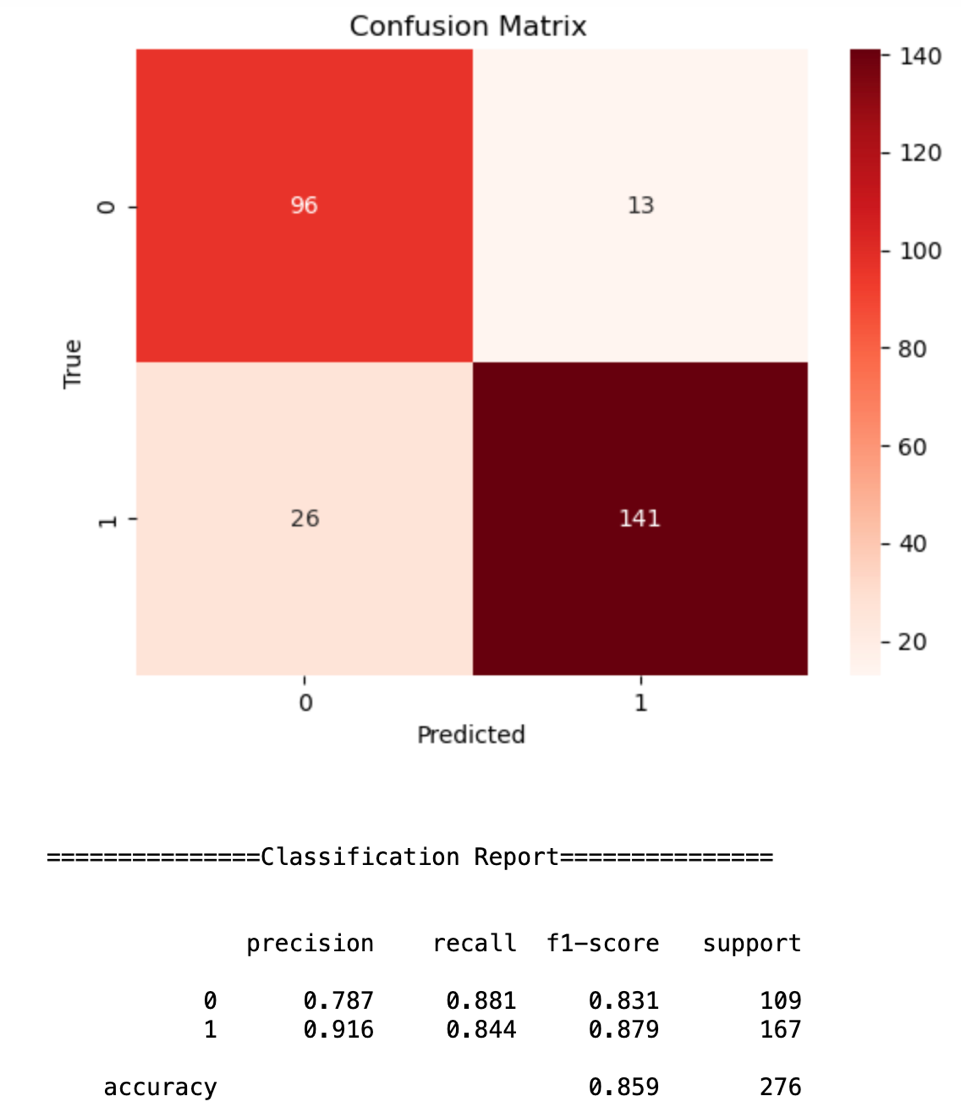 Confusion Matrix
140
120
100
80
60
40
20
0
96
13
True
1
26
141
0
1
Predicted
===============Classification Report===============
precision recall f1-score support
0 0.787 0.881 0.831 109
1 0.916 0.844 0.879 167
accuracy 0.859 276